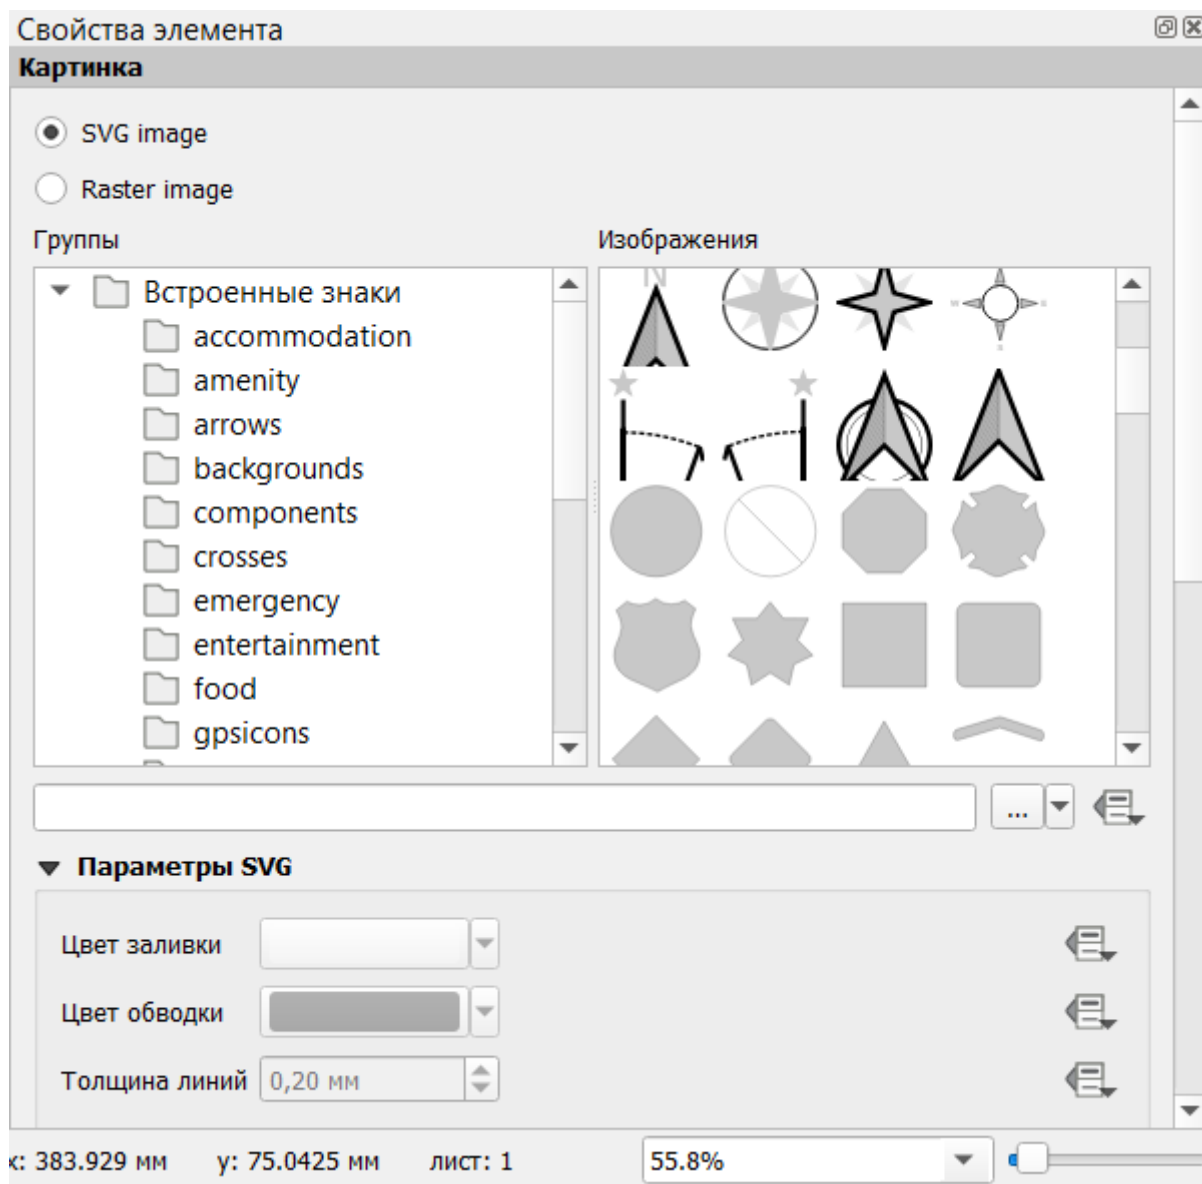 Свойства элемента
Картинка
SVG image
Raster image
Группы Изображения
Встроенные знаки
accommodation
amenity
arrows
backgrounds
components
crosses
emergency
entertainment
food
gpsicons
N
...
Параметры SVG
Цвет заливки
Цвет обводки
Толщина линий 0,20 мм
x: 383.929 мм y: 75.0425 мм лист: 1 55.8%